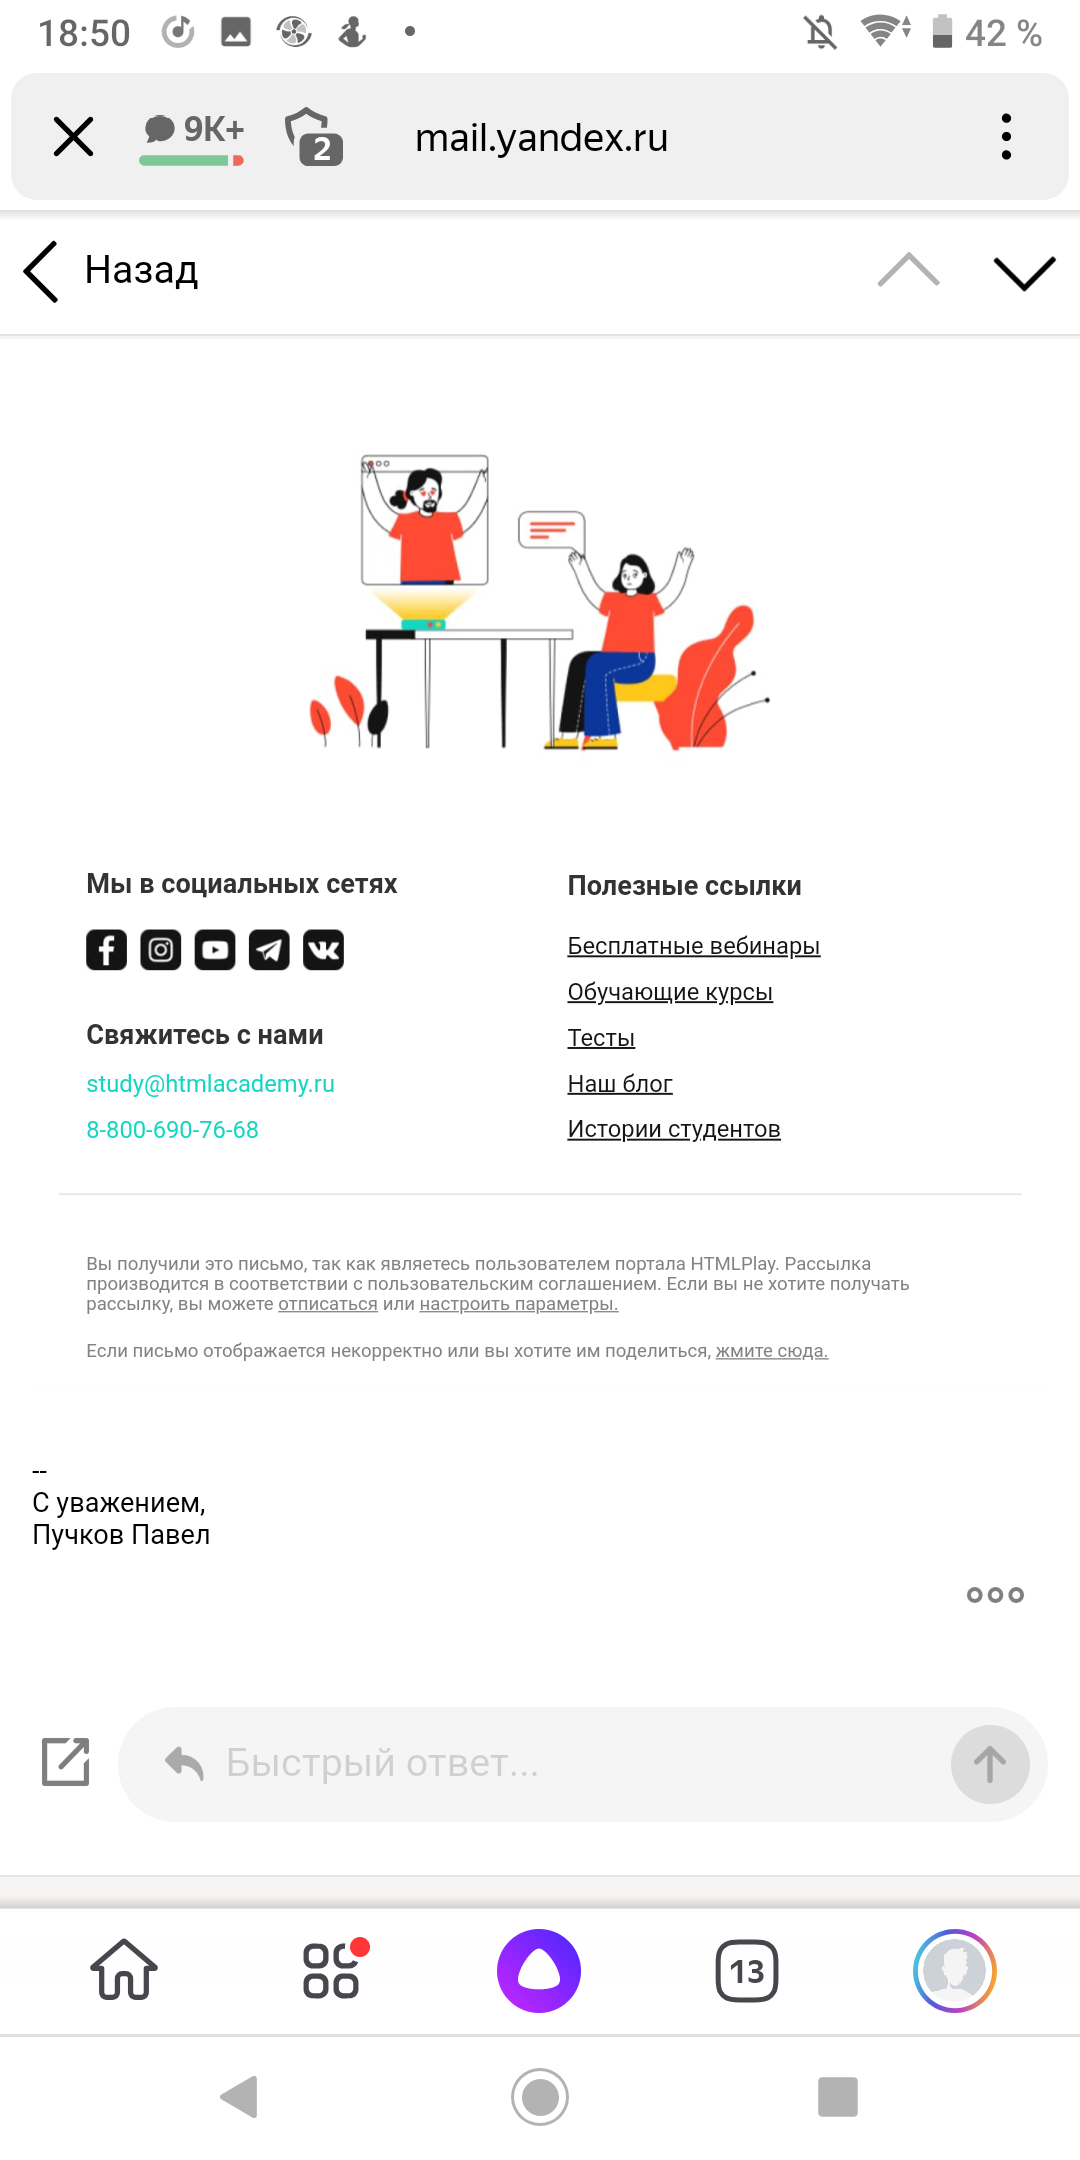 18:50
42 %
9K+
2
mail.yandex.ru
Назад
Мы в социальных сетях
Свяжитесь с нами
study@htmlacademy.ru
8-800-690-76-68
Полезные ссылки
Бесплатные вебинары
Обучающие курсы
Тесты
Наш блог
Истории студентов
Вы получили это письмо, так как являетесь пользователем портала HTMLPlay. Рассылка
производится в соответствии с пользовательским соглашением. Если вы не хотите получать
рассылку, вы можете отписаться или настроить параметры.
Если письмо отображается некорректно или вы хотите им поделиться, жмите сюда.
--
С уважением,
Пучков Павел
Быстрый ответ...
13